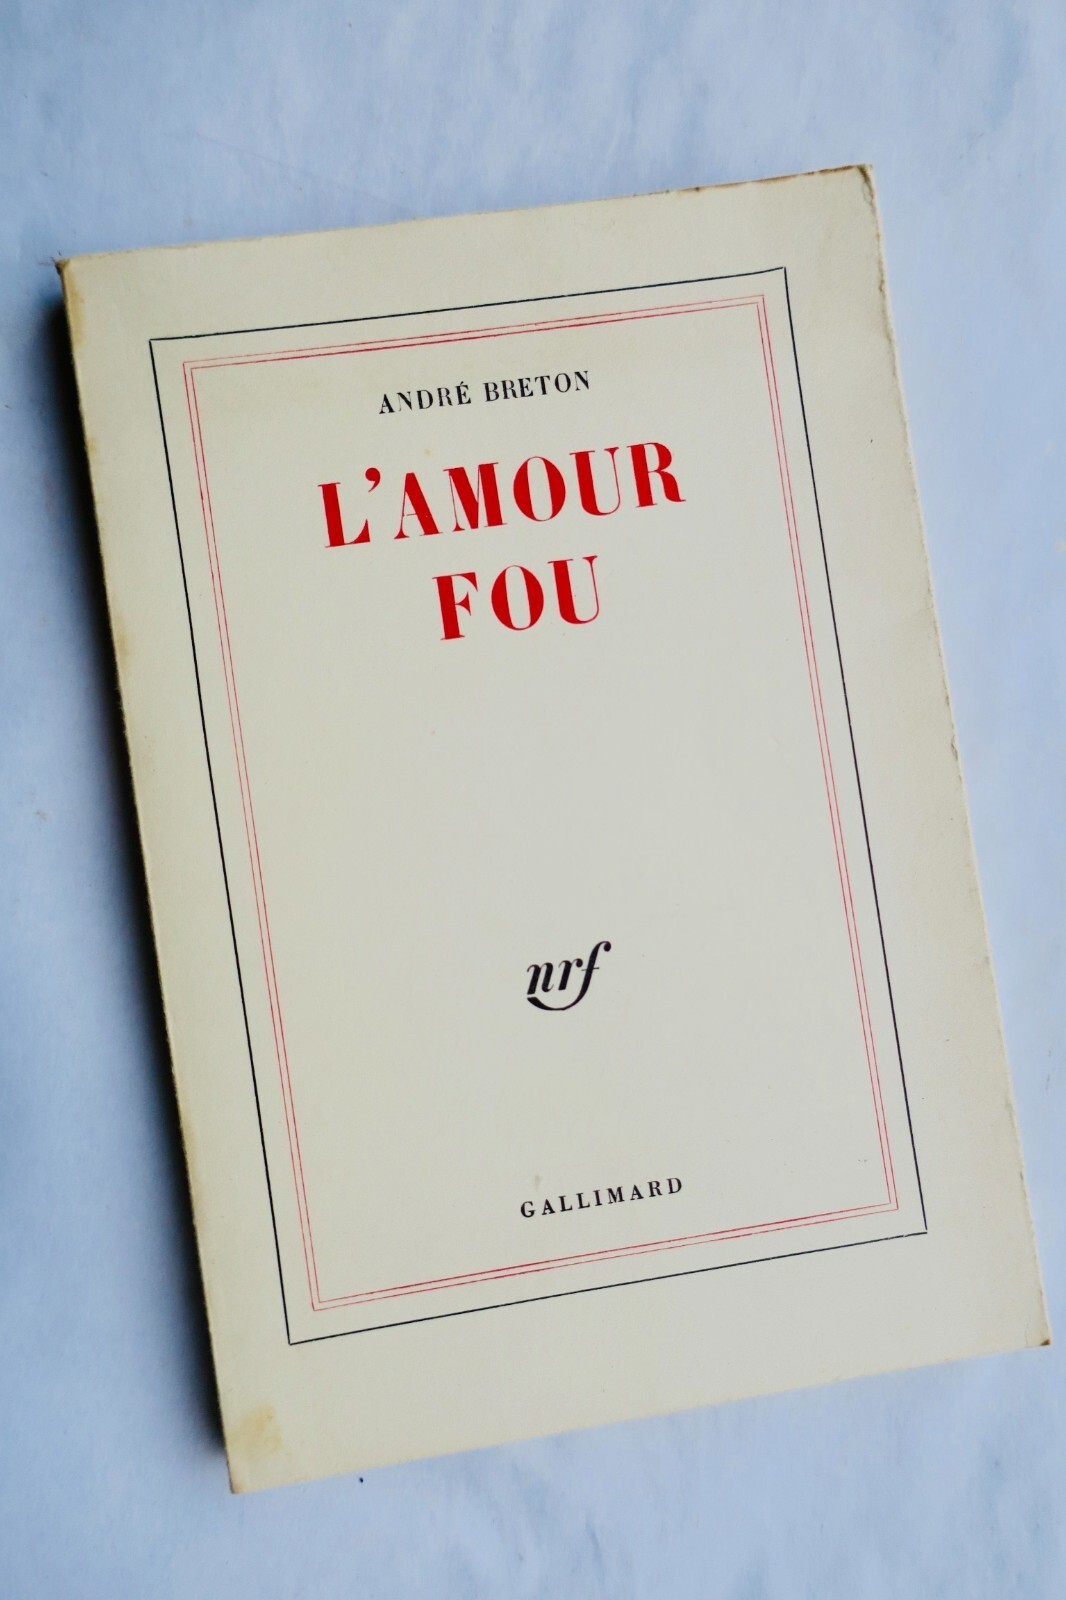 ANDRÉ BRETON
L'AMOUR
FOU
nrf
GALLIMARD